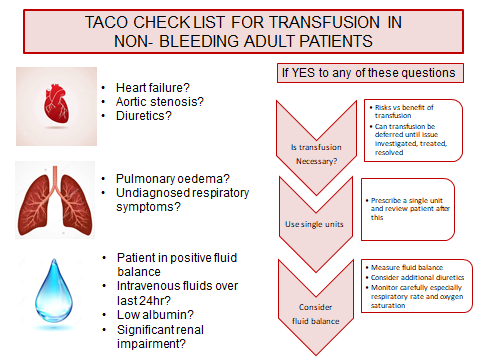 TACO CHECKLIST FOR TRANSFUSION IN
NON- BLEEDING ADULT PATIENTS
• Heart failure?
• Aortic stenosis?
• Diuretics?
• Pulmonary oedema?
• Undiagnosed respiratory
symptoms?
• Patient in positive fluid
balance
• Intravenous fluids over
last 24hr?
• Low albumin?
• Significant renal
impairment?
If YES to any of these questions
Is transfusion
Necessary?
• Risks vs benefit of
transfusion
• Can transfusion be
deferred until issue
investigated, treated,
resolved
Use single units
• Prescribe a single unit
and review patient after
this
Consider
fluid balance
• Measure fluid balance
• Consider additional diuretics
• Monitor carefully especially
respiratory rate and oxygen
saturation